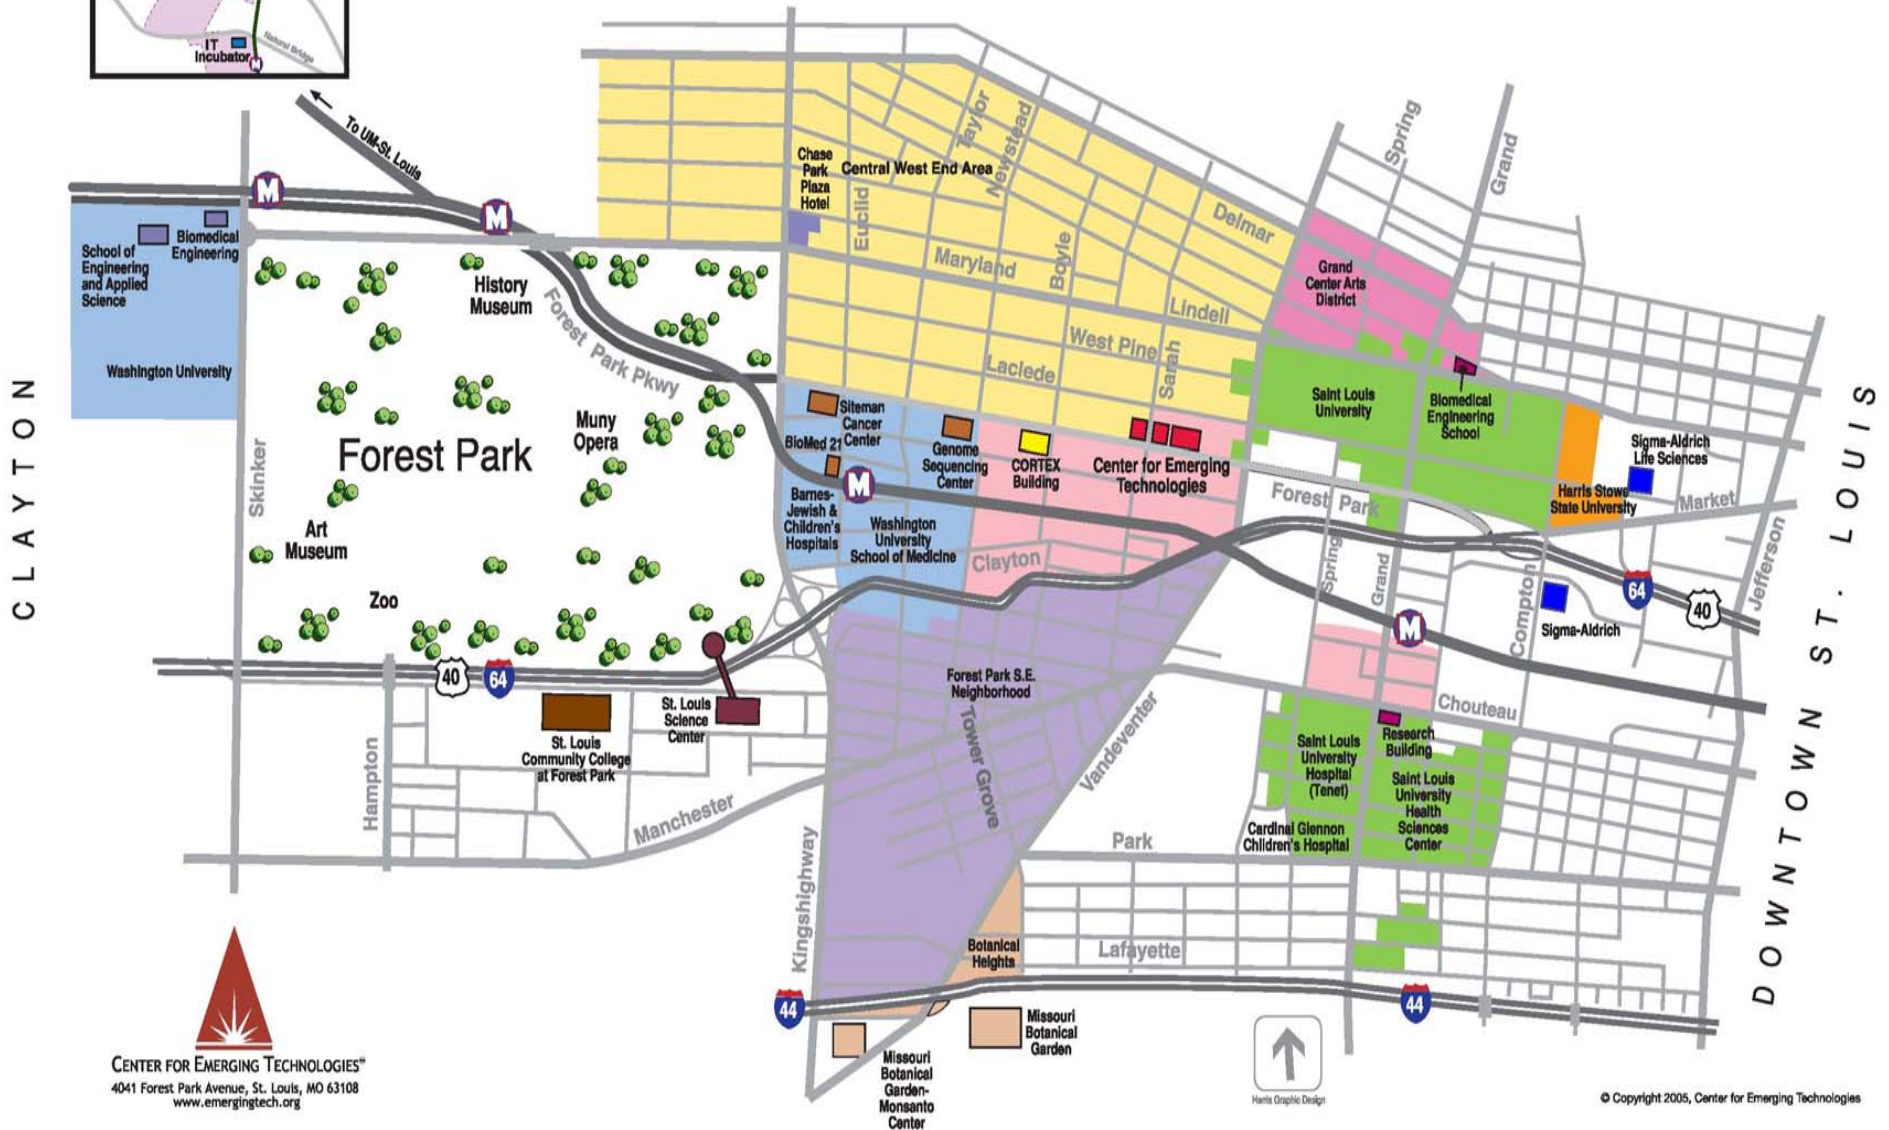 IT
Incubator
Natural Bridge
M
To UM-St. Louis
M
M
School of
Engineering
and Applied
Science
Biomedical
Engineering
Washington University
CLAYTON
Skinker
Forest Park
History
Museum
Forest Park Pkwy
Muny
Opera
Art
Museum
Zoo
Chase
Park
Plaza
Hotel
Central West End Area
Euclid
Taylor
Newstead
Boyle
Maryland
Delmar
Lindell
West Pine
Laclede
Sarah
Spring
Grand
Grand
Center Arts
District
Saint Louis
University
Biomedical
Engineering
School
Siteman
Cancer
Center
BioMed 21
M
Barnes-
Jewish &
Children's
Hospitals
Washington
University
School of Medicine
Genome
Sequencing
Center
CORTEX
Building
Center for Emerging
Technologies
Clayton
Forest Park
Spring
Grand
Compton
Harris Stowe
State University
Sigma-Aldrich
Life Sciences
Market
Jefferson
64
40
Sigma-Aldrich
M
DOWNTOWN ST. LOUIS
40
64
St. Louis
Community College
at Forest Park
St. Louis
Science
Center
Hampton
Manchester
Kingshighway
Forest Park S.E.
Neighborhood
Tower Grove
Vandeventer
Chouteau
Research
Building
Saint Louis
University
Hospital
(Tenet)
Saint Louis
University
Health
Sciences
Center
Cardinal Glennon
Children's Hospital
Park
Lafayette
Botanical
Heights
44
44
Missouri
Botanical
Garden
Missouri
Botanical
Garden-
Monsanto
Center
CENTER FOR EMERGING TECHNOLOGIES℠
4041 Forest Park Avenue, St. Louis, MO 63108
www.emergingtech.org
Harris Graphic Design
© Copyright 2005, Center for Emerging Technologies